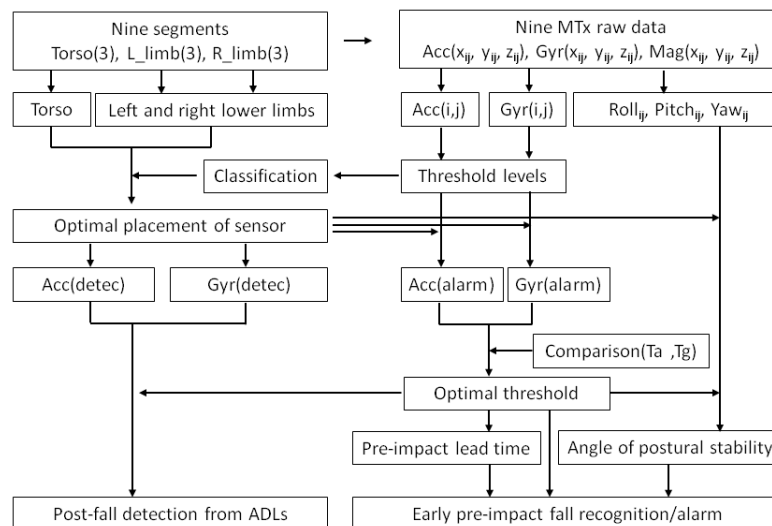 Nine segments
Torso(3), L_limb(3), R_limb(3)
Nine MTx raw data
Acc(xij, yij, zij), Gyr(xij, yij, zij), Mag(xij, yij, zij)
Torso
Left and right lower limbs
Acc(i,j)
Gyr(i,j)
Rollij, Pitchij, Yawij
Classification
Threshold levels
Optimal placement of sensor
Acc(detec)
Gyr(detec)
Acc(alarm)
Gyr(alarm)
Comparison(Ta ,Tg)
Optimal threshold
Pre-impact lead time
Angle of postural stability
Post-fall detection from ADLs
Early pre-impact fall recognition/alarm